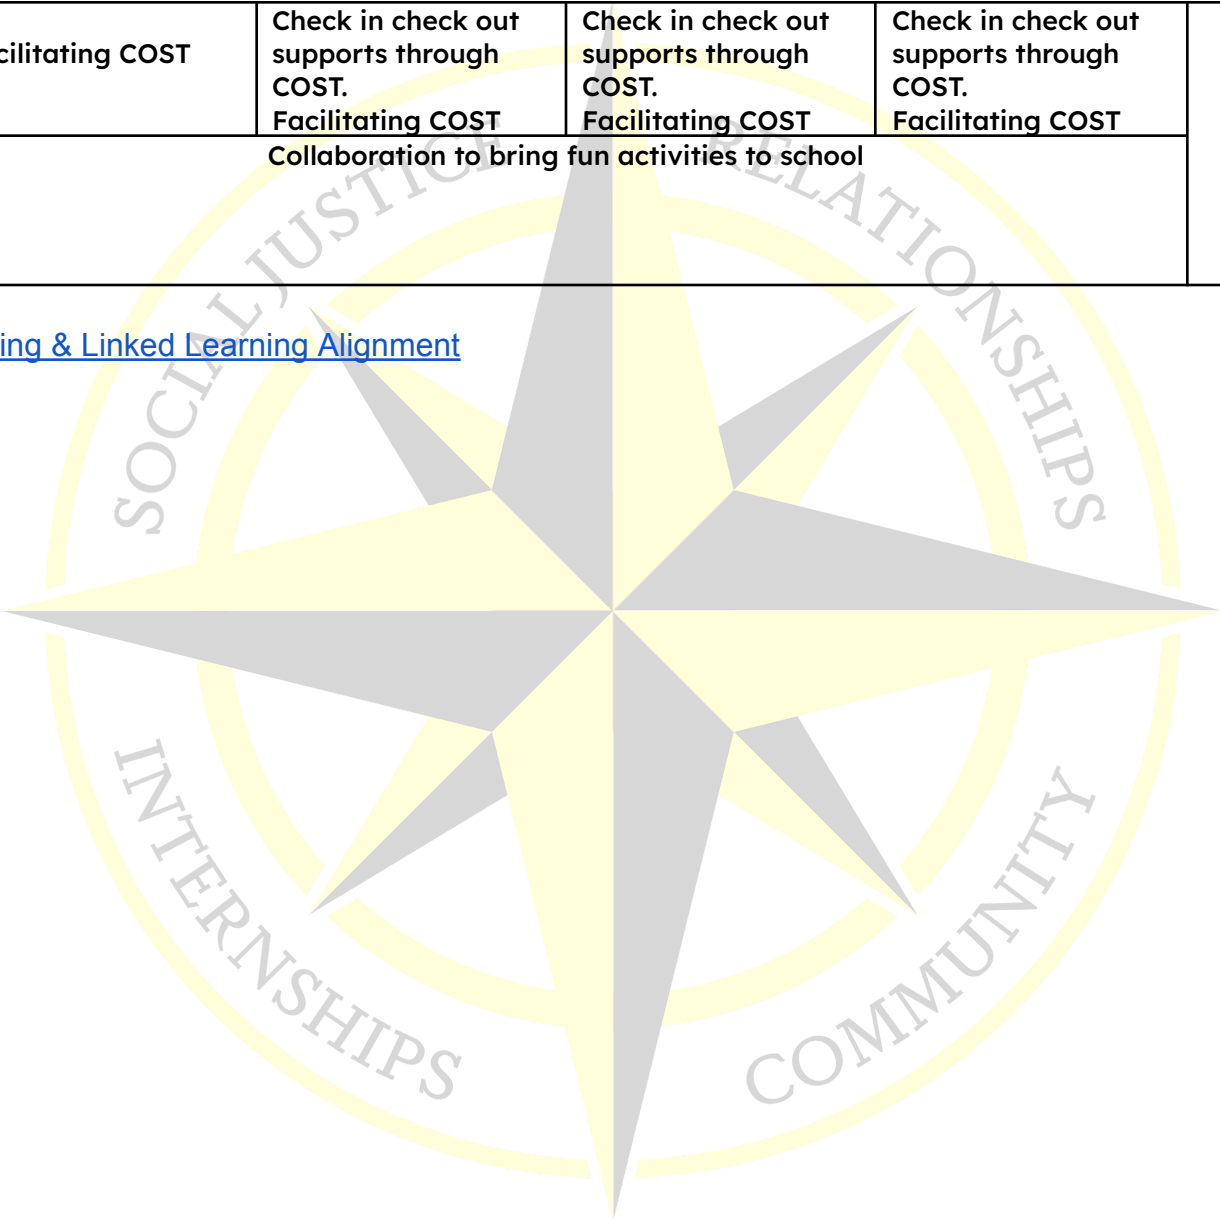 cilitating COST
Check in check out
supports through
COST.
Facilitating COST
Check in check out
supports through
COST.
Facilitating COST
Check in check out
supports through
COST.
Facilitating COST
Collaboration to bring fun activities to school
ing & Linked Learning Alignment
SOCIAL JUSTICE
RELATIONSHIPS
INTERNSHIPS
COMMUNITY